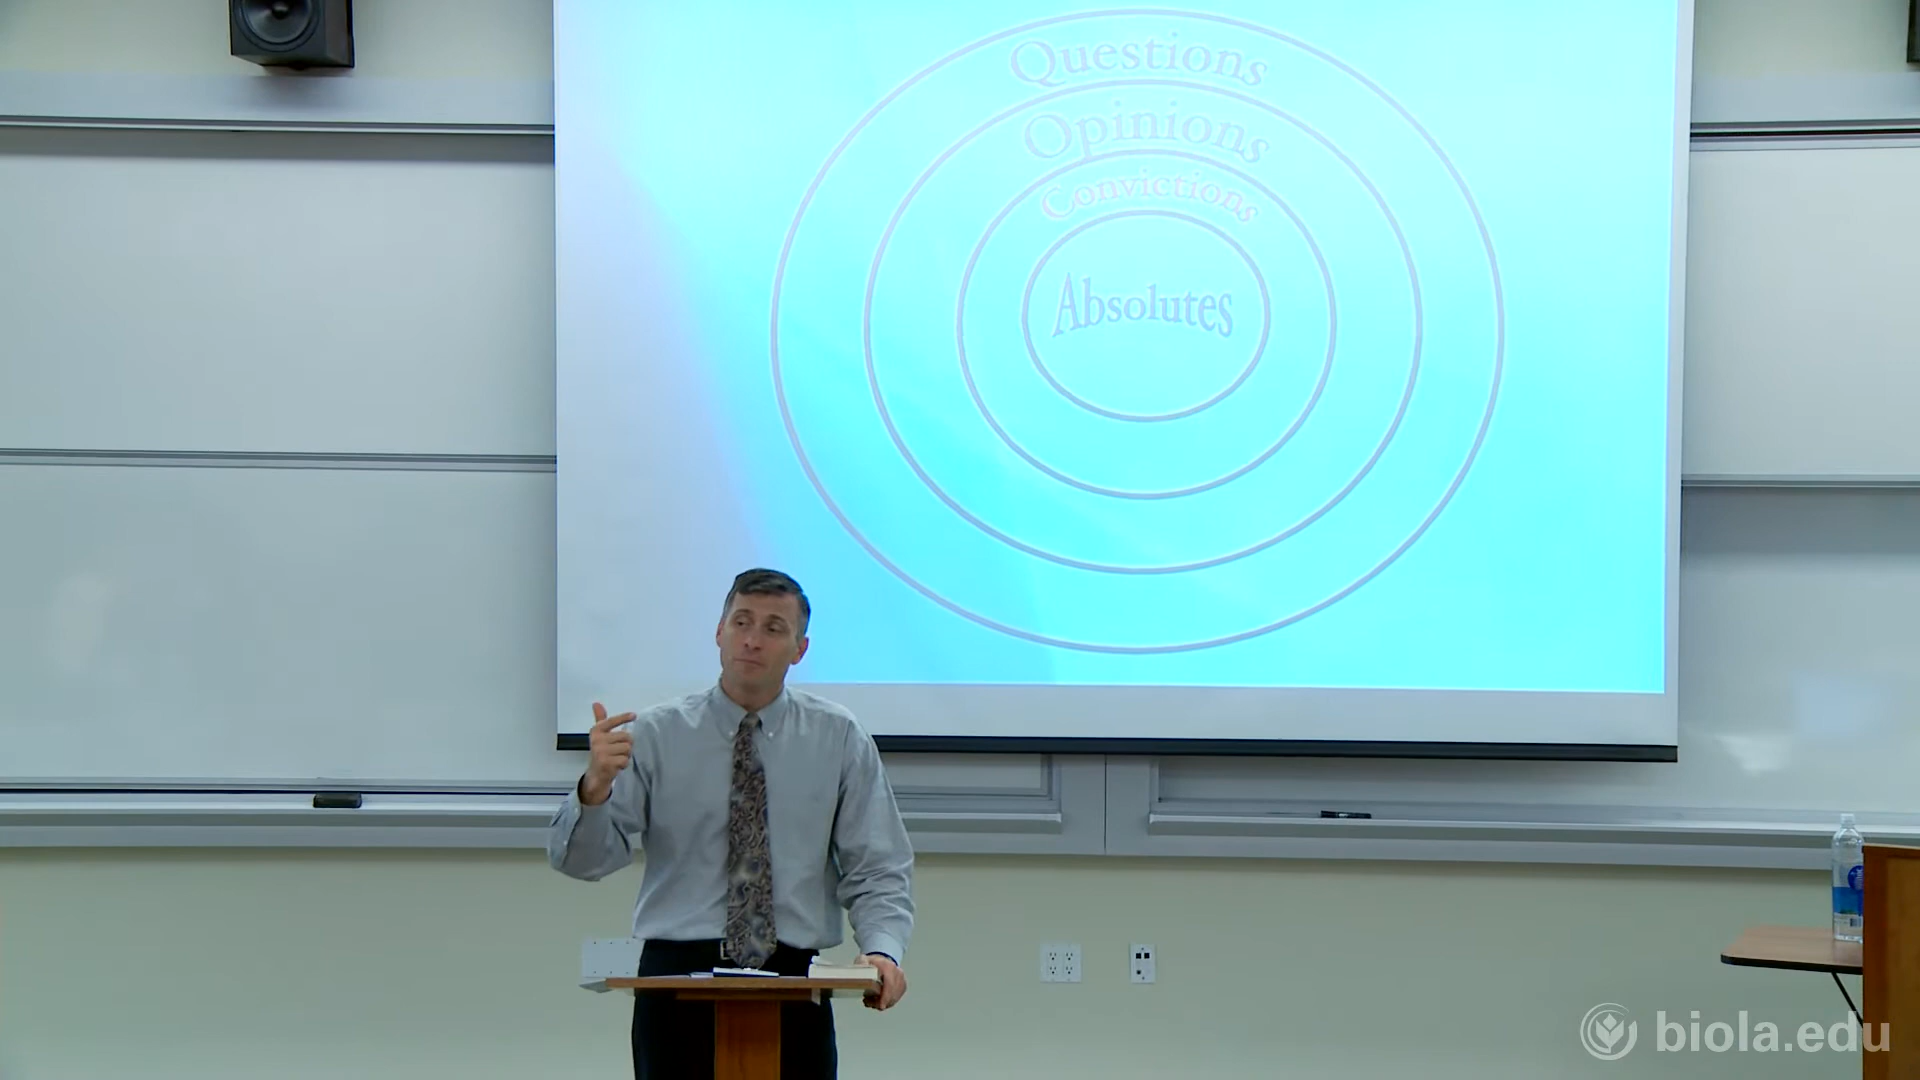 Questions
Opinions
Convictions
Absolutes
biola.edu